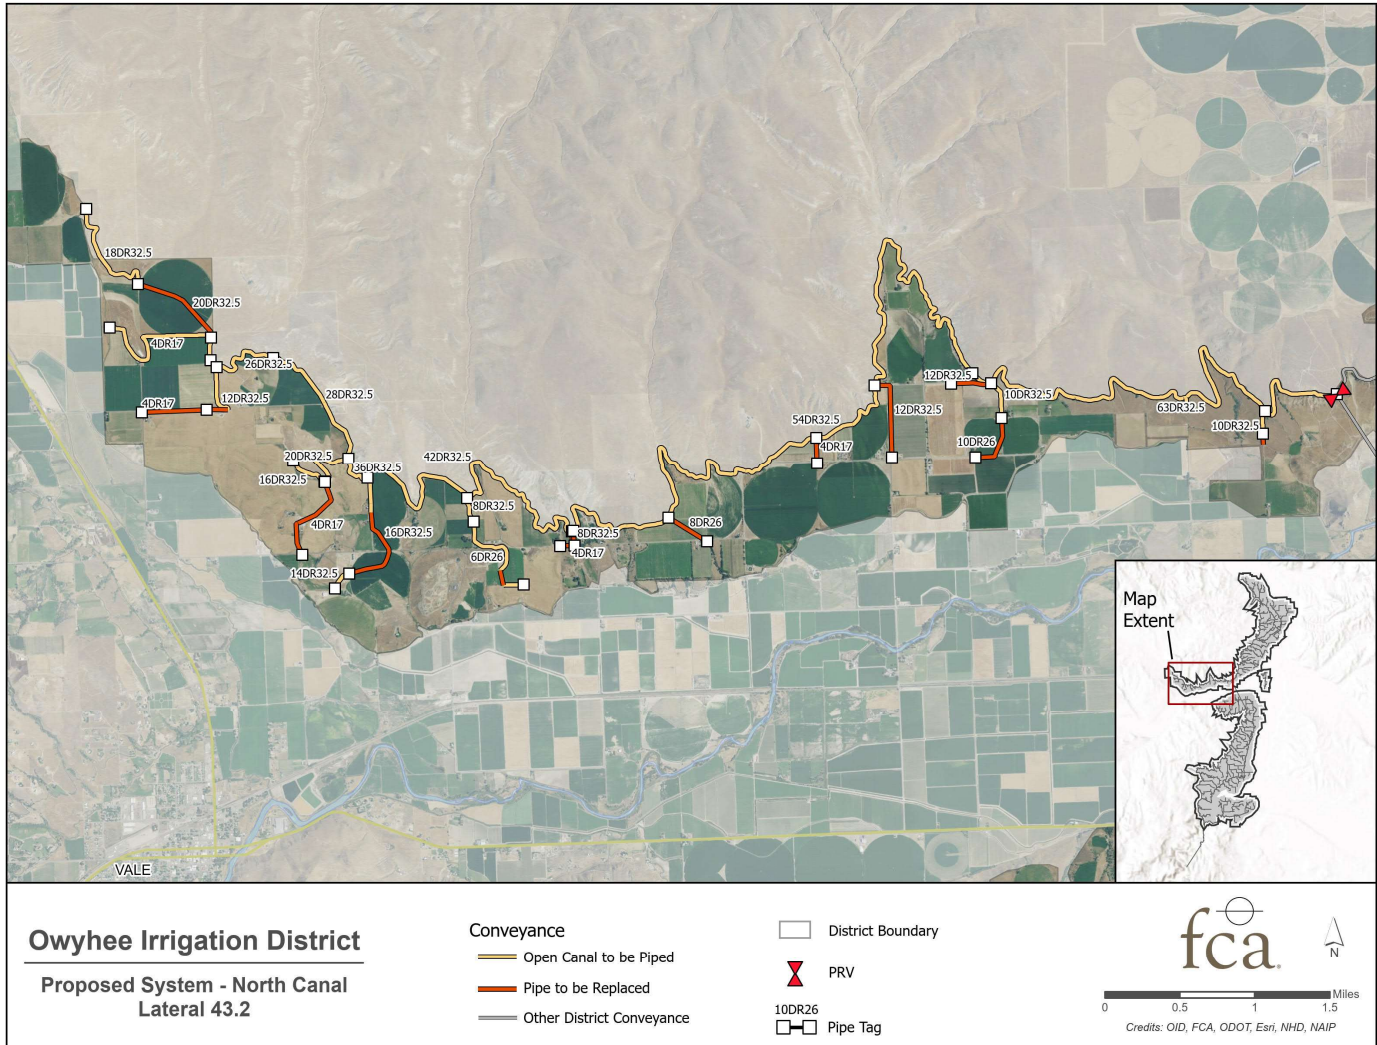 18DR32.5
20DR32.5
4DR17
26DR32.5
28DR32.5
12DR32.5
4DR17
20DR32.5
36DR32.5
42DR32.5
16DR32.5
8DR32.5
4DR17
16DR32.5
8DR32.5
4DR17
6DR26
14DR32.5
8DR26
54DR32.5
4DR17
12DR32.5
12DR32.5
10DR32.5
10DR26
63DR32.5
10DR32.5
Map
Extent
VALE
Owyhee Irrigation District
Proposed System - North Canal
Lateral 43.2
Conveyance
Open Canal to be Piped
Pipe to be Replaced
Other District Conveyance
District Boundary
PRV
10DR26
Pipe Tag
fca
N
Miles
0 0.5 1 1.5
Credits: OID, FCA, ODOT, Esri, NHD, NAIP